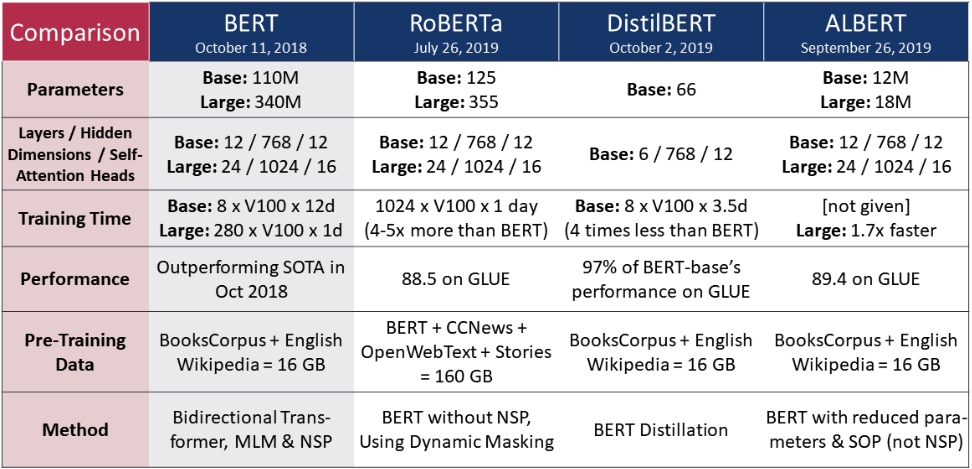 Comparison
BERT
October 11, 2018
RoBERTa
July 26, 2019
DistilBERT
October 2, 2019
ALBERT
September 26, 2019
Parameters
Base: 110M
Large: 340M
Base: 125
Large: 355
Base: 66
Base: 12M
Large: 18M
Layers / Hidden
Dimensions / Self-
Attention Heads
Base: 12 / 768 / 12
Large: 24 / 1024 / 16
Base: 12 / 768 / 12
Large: 24 / 1024 / 16
Base: 6 / 768 / 12
Base: 12 / 768 / 12
Large: 24 / 1024 / 16
Training Time
Base: 8 x V100 x 12d
Large: 280 x V100 x 1d
1024 x V100 x 1 day
(4-5x more than BERT)
Base: 8 x V100 x 3.5d
(4 times less than BERT)
[not given]
Large: 1.7x faster
Performance
Outperforming SOTA in
Oct 2018
88.5 on GLUE
97% of BERT-base’s
performance on GLUE
89.4 on GLUE
Pre-Training
Data
BooksCorpus + English
Wikipedia = 16 GB
BERT + CCNews +
OpenWebText + Stories
= 160 GB
BooksCorpus + English
Wikipedia = 16 GB
BooksCorpus + English
Wikipedia = 16 GB
Method
Bidirectional Trans-
former, MLM & NSP
BERT without NSP,
Using Dynamic Masking
BERT Distillation
BERT with reduced para-
meters & SOP (not NSP)